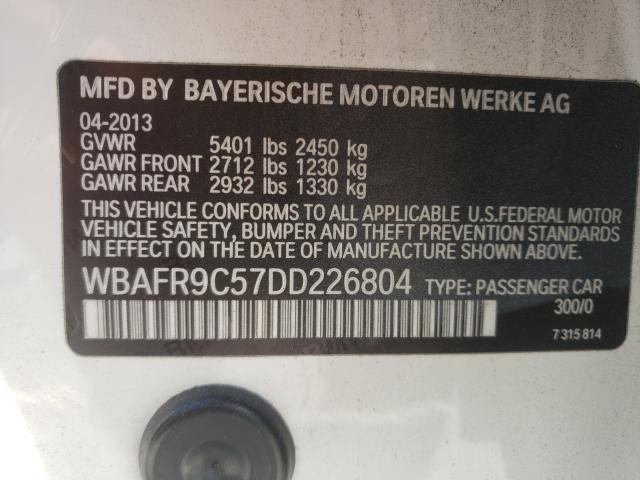 MFD BY BAYERISCHE MOTOREN WERKE AG
04-2013
GVWR 5401 lbs 2450 kg
GAWR FRONT 2712 lbs 1230 kg
GAWR REAR 2932 lbs 1330 kg
THIS VEHICLE CONFORMS TO ALL APPLICABLE U.S.FEDERAL MOTOR
VEHICLE SAFETY, BUMPER AND THEFT PREVENTION STANDARDS
IN EFFECT ON THE DATE OF MANUFACTURE SHOWN ABOVE.
WBAFR9C57DD226804 TYPE: PASSENGER CAR
300/0
7 315 814